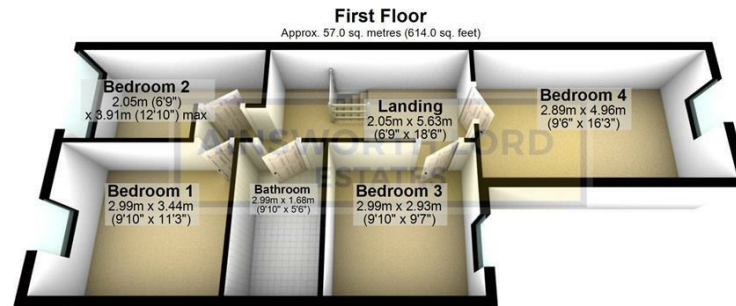 First Floor
Approx. 57.0 sq. metres (614.0 sq. feet)
Bedroom 2
2.05m (6'9")
x 3.91m (12'10") max
Landing
2.05m x 5.63m
(6'9" x 18'6")
Bedroom 4
2.89m x 4.96m
(9'6" x 16'3")
AINSWORTH LORD
ESTATES
Bedroom 1
2.99m x 3.44m
(9'10" x 11'3")
Bathroom
2.99m x 1.68m
(9'10" x 5'6")
Bedroom 3
2.99m x 2.93m
(9'10" x 9'7")